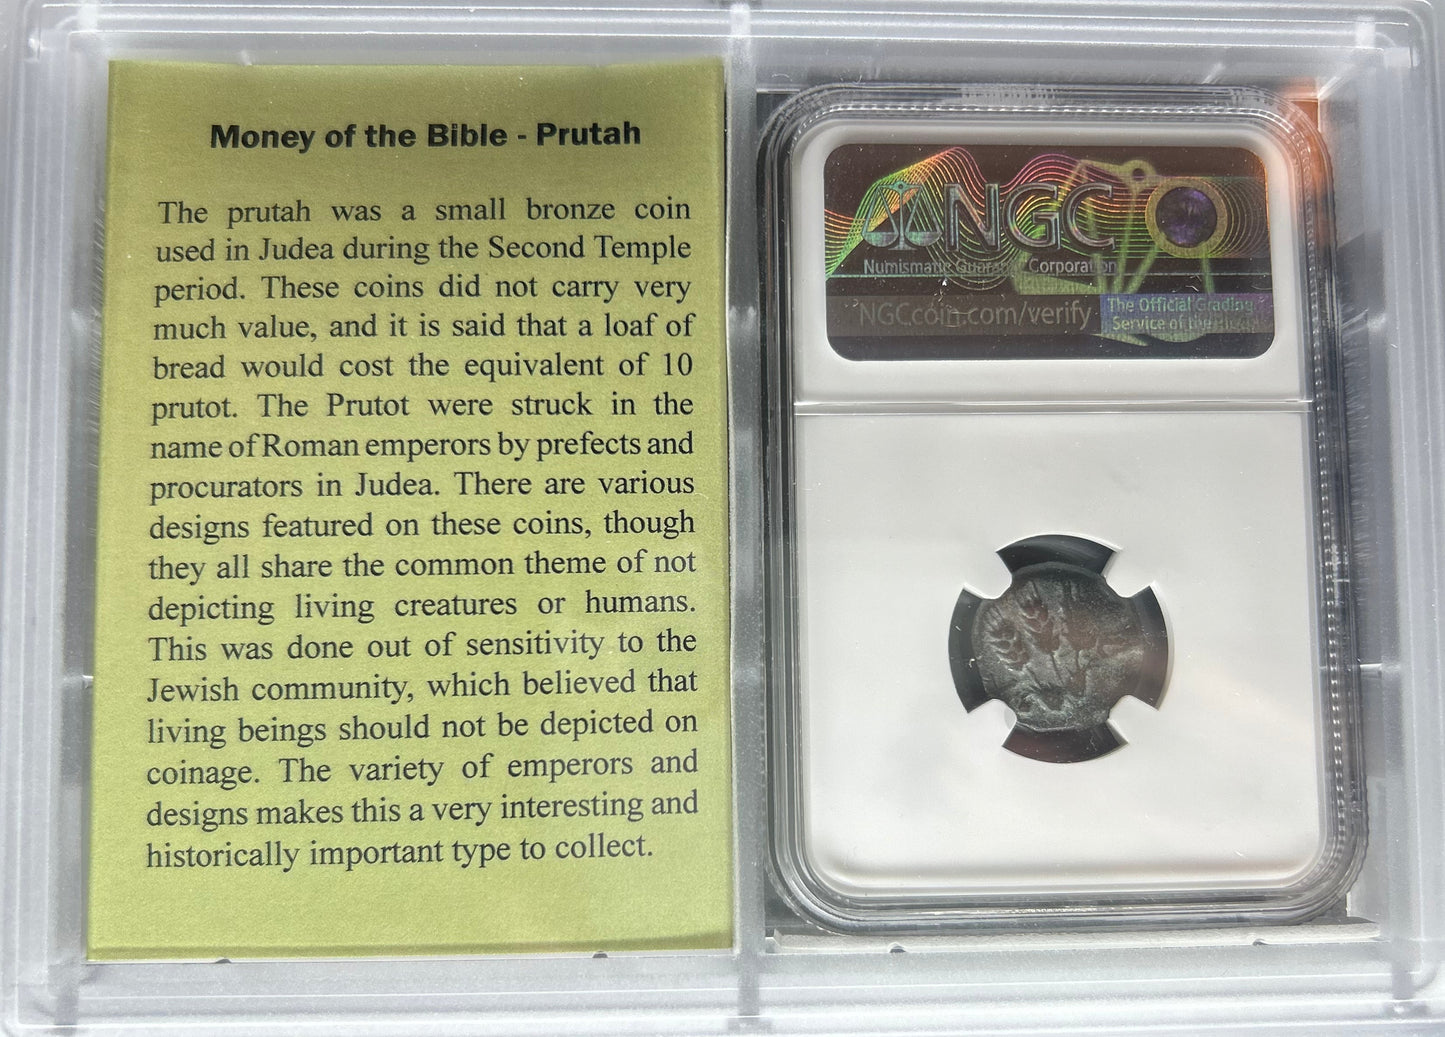 Money of the Bible - Prutah
The prutah was a small bronze coin
used in Judea during the Second Temple
period. These coins did not carry very
much value, and it is said that a loaf of
bread would cost the equivalent of 10
prutot. The Prutot were struck in the
name of Roman emperors by prefects and
procurators in Judea. There are various
designs featured on these coins, though
they all share the common theme of not
depicting living creatures or humans.
This was done out of sensitivity to the
Jewish community, which believed that
living beings should not be depicted on
coinage. The variety of emperors and
designs makes this a very interesting and
historically important type to collect.
NGC
Numismatic Guaranty Corporation
NGCcoin.com/verify
The Official Grading
Service of the